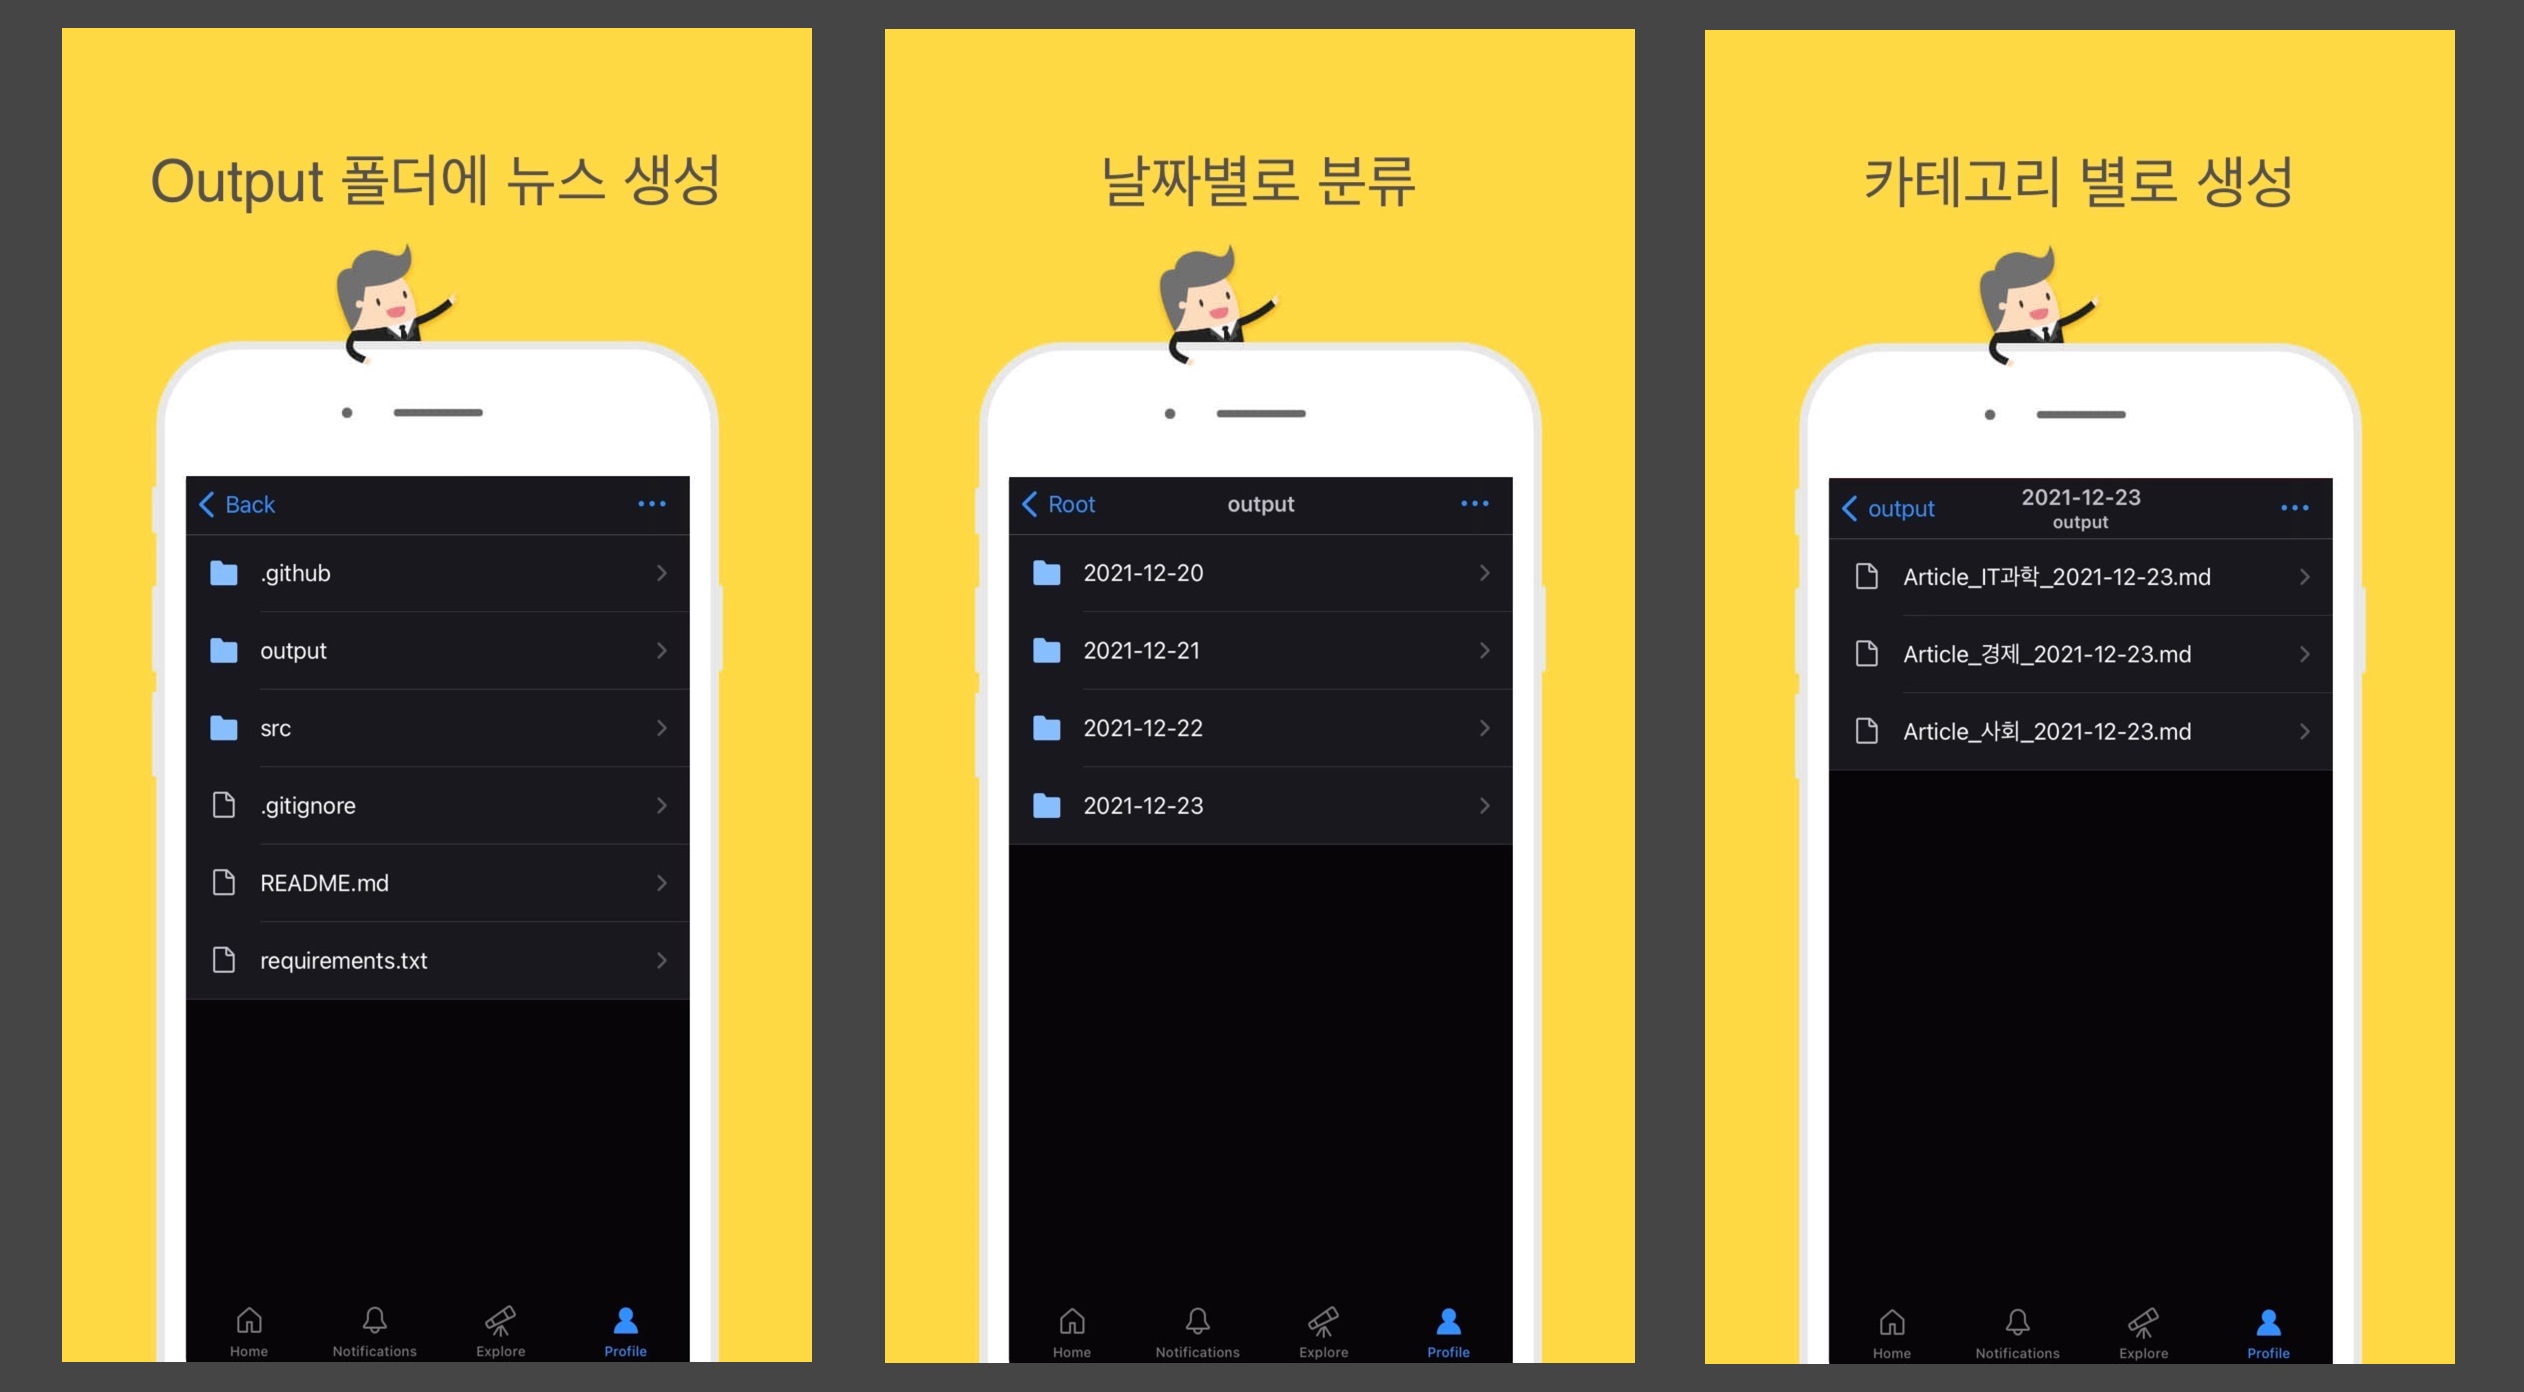 Output 폴더에 뉴스 생성
Back
.github
output
src
.gitignore
README.md
requirements.txt
Home
Notifications
Explore
Profile
날짜별로 분류
Root
output
2021-12-20
2021-12-21
2021-12-22
2021-12-23
Home
Notifications
Explore
Profile
카테고리 별로 생성
output
2021-12-23
output
Article_IT과학_2021-12-23.md
Article_경제_2021-12-23.md
Article_사회_2021-12-23.md
Home
Notifications
Explore
Profile